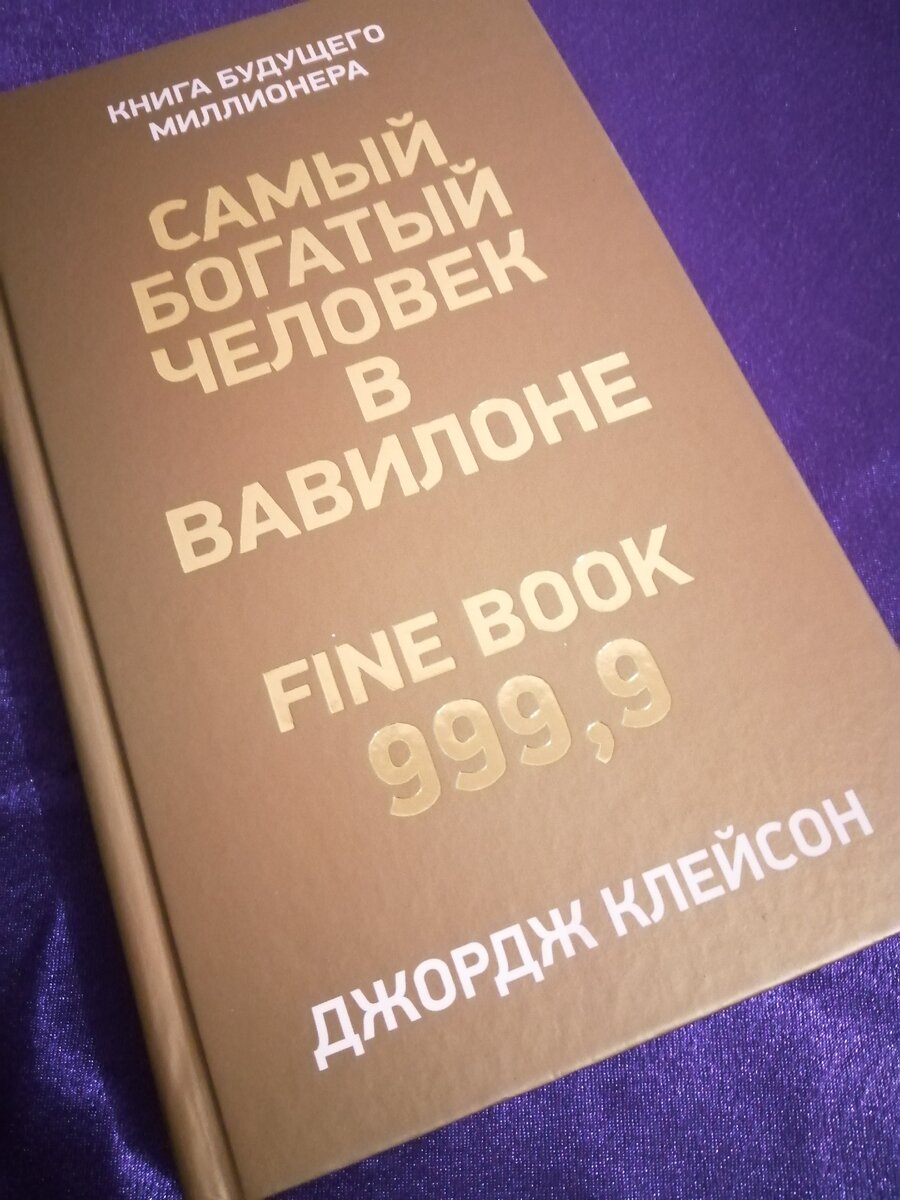 КНИГА БУДУЩЕГО
МИЛЛИОНЕРА
САМЫЙ
БОГАТЫЙ
ЧЕЛОВЕК
В
ВАВИЛОНЕ
FINE BOOK
999,9
ДЖОРДЖ КЛЕЙСОН